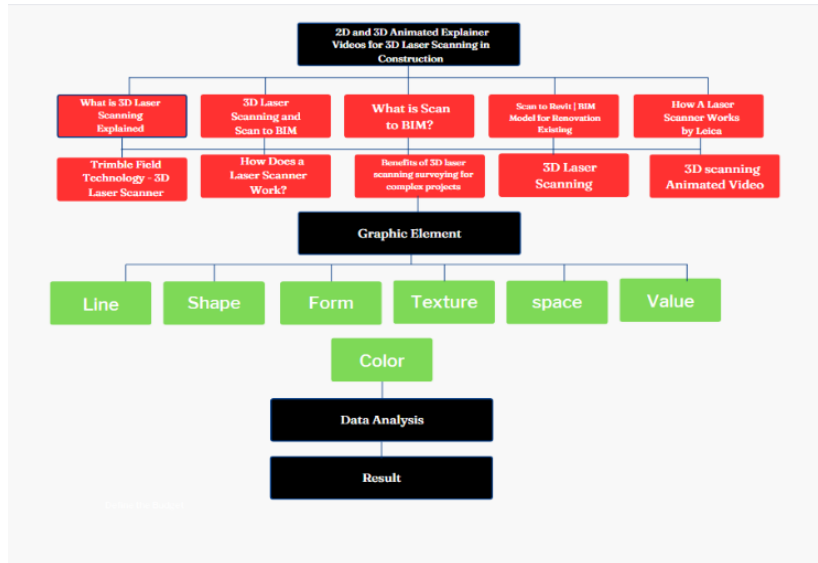 2D and 3D Animated Explainer
Videos for 3D Laser Scanning in
Construction
What is 3D Laser
Scanning
Explained
3D Laser
Scanning and
Scan to BIM
What is Scan
to BIM?
Scan to Revit | BIM
Model for Renovation
Existing
How A Laser
Scanner Works
by Leica
Trimble Field
Technology - 3D
Laser Scanner
How Does a
Laser Scanner
Work?
Benefits of 3D laser
scanning surveying for
complex projects
3D Laser
Scanning
3D scanning
Animated Video
Graphic Element
Line
Shape
Form
Texture
space
Value
Color
Data Analysis
Result